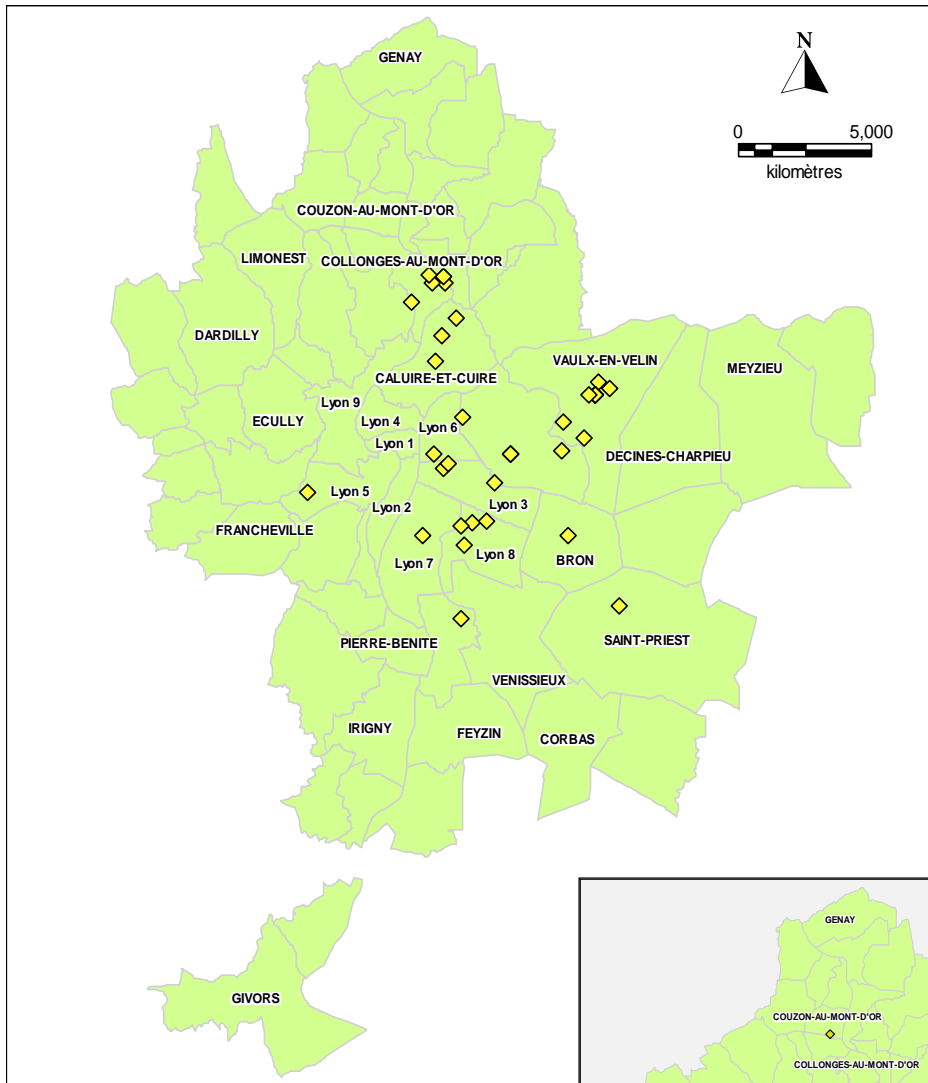 GENAY
N
0 5,000
kilomètres
COUZON-AU-MONT-D'OR
LIMONEST
COLLONGES-AU-MONT-D'OR
DARDILLY
VAULX-EN-VELIN
MEYZIEU
CALUIRE-ET-CUIRE
Lyon 9
ECULLY
Lyon 4
Lyon 6
Lyon 1
DECINES-CHARPIEU
Lyon 5
Lyon 2
Lyon 3
FRANCHEVILLE
Lyon 7
Lyon 8
BRON
PIERRE-BENITE
SAINT-PRIEST
VENISSIEUX
IRIGNY
FEYZIN
CORBAS
GIVORS
GENAY
COUZON-AU-MONT-D'OR
COLLONGES-AU-MONT-D'OR